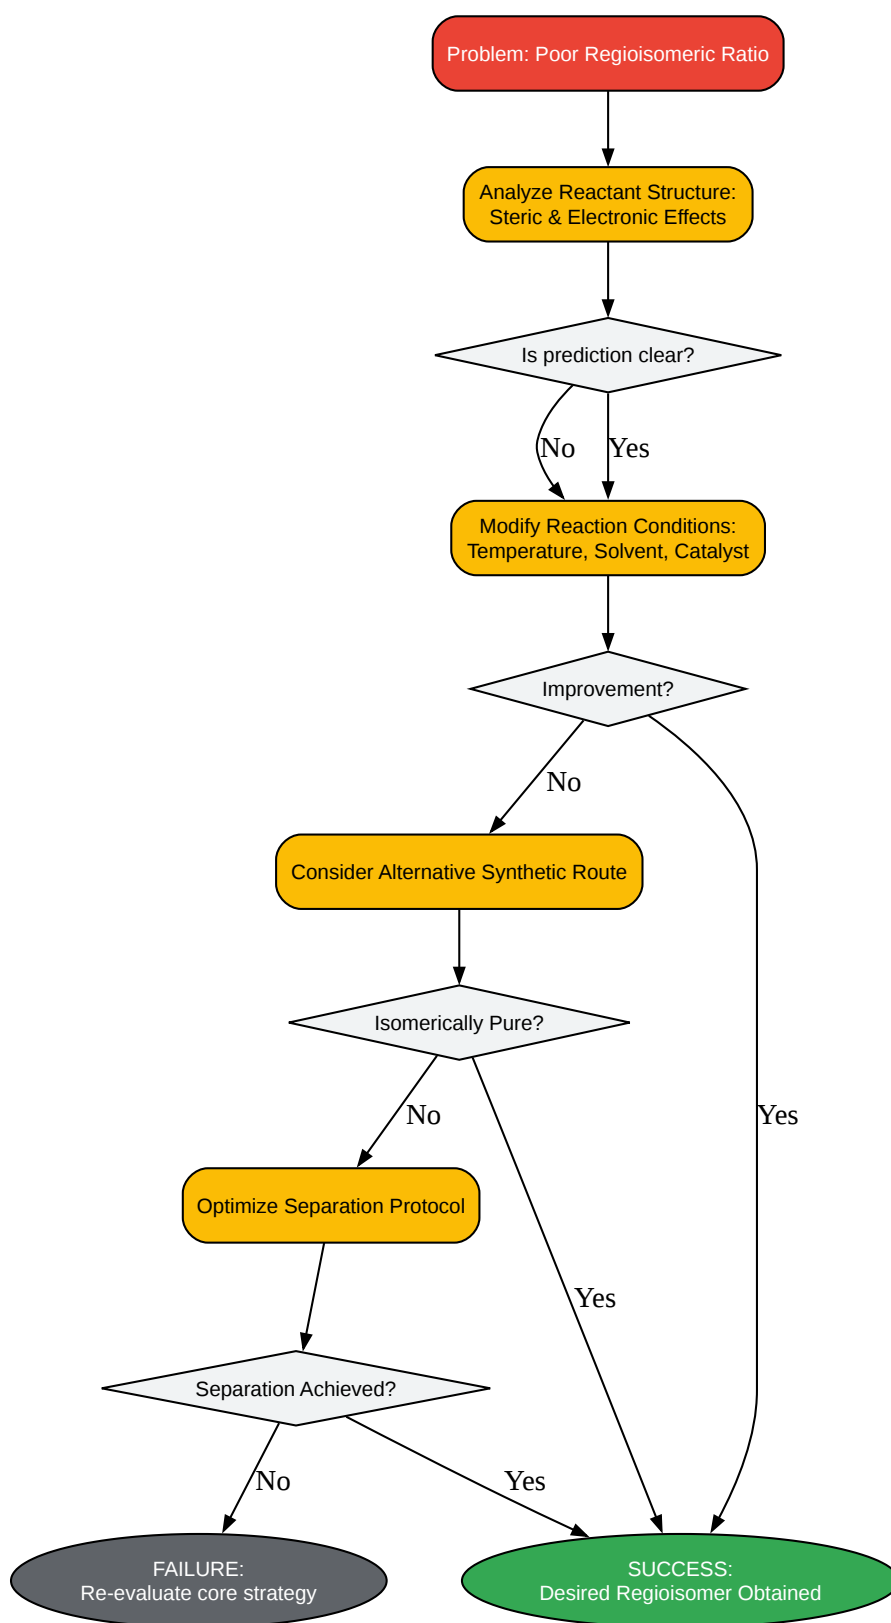 Problem: Poor Regioisomeric Ratio
Analyze Reactant Structure:
Steric & Electronic Effects
Is prediction clear?
No
Yes
Modify Reaction Conditions:
Temperature, Solvent, Catalyst
Improvement?
No
Consider Alternative Synthetic Route
Isomerically Pure?
No
Yes
Optimize Separation Protocol
Yes
Separation Achieved?
No
Yes
FAILURE:
Re-evaluate core strategy
SUCCESS:
Desired Regioisomer Obtained